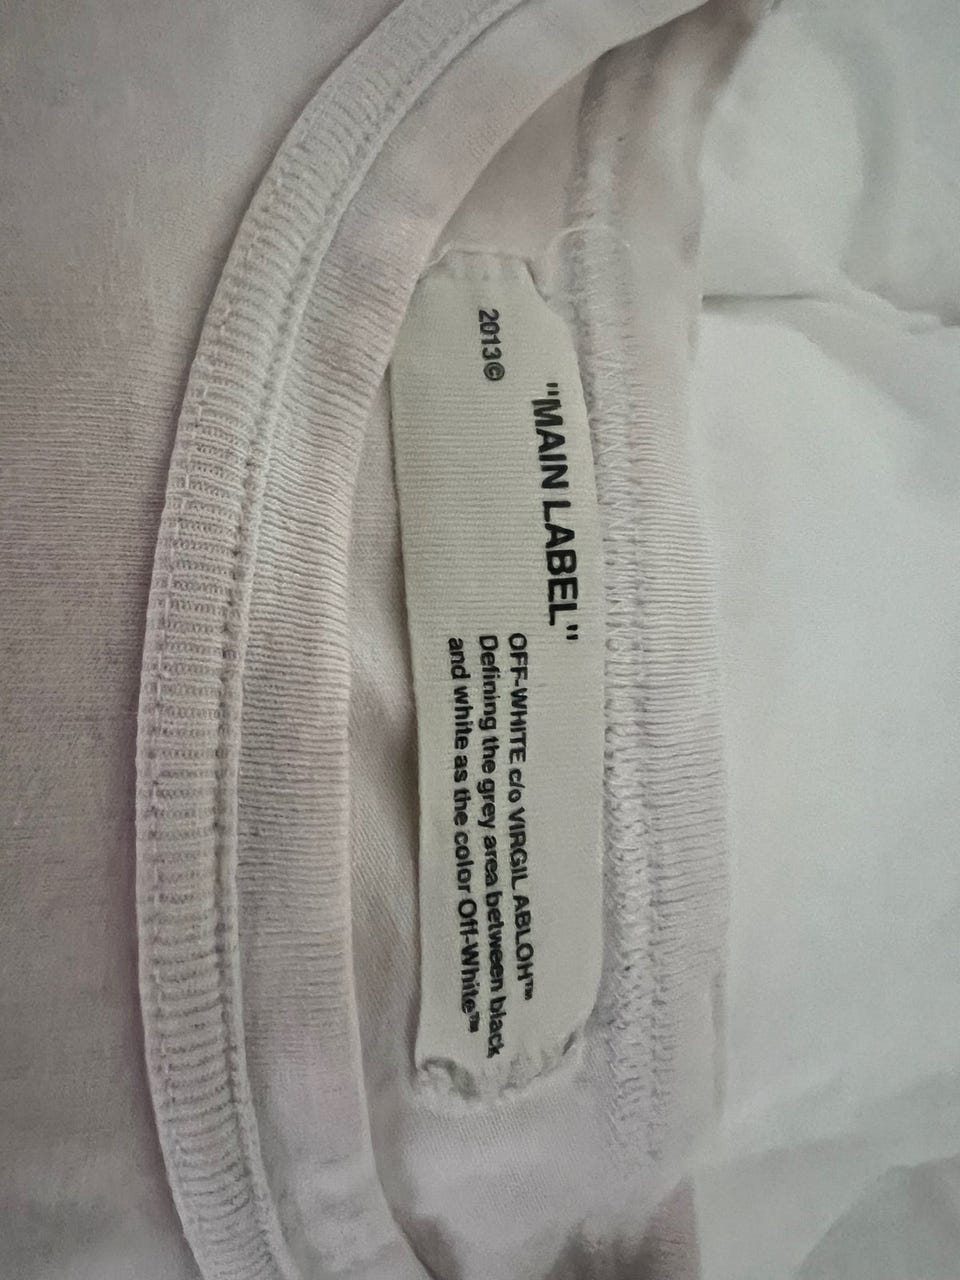 "MAIN LABEL"
2013©
OFF-WHITE c/o VIRGIL ABLOH™
Defining the grey area between black
and white as the color Off-White™